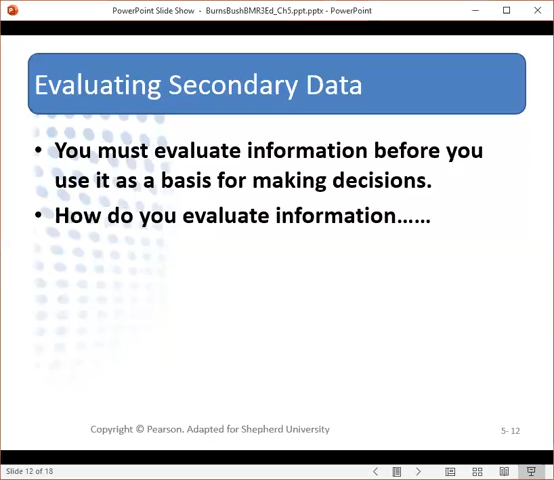 PowerPoint Slide Show - BurnsBushBMR3Ed_Ch5.ppt.pptx - PowerPoint
Evaluating Secondary Data
• You must evaluate information before you
use it as a basis for making decisions.
• How do you evaluate information……
Copyright © Pearson. Adapted for Shepherd University
5- 12
Slide 12 of 18